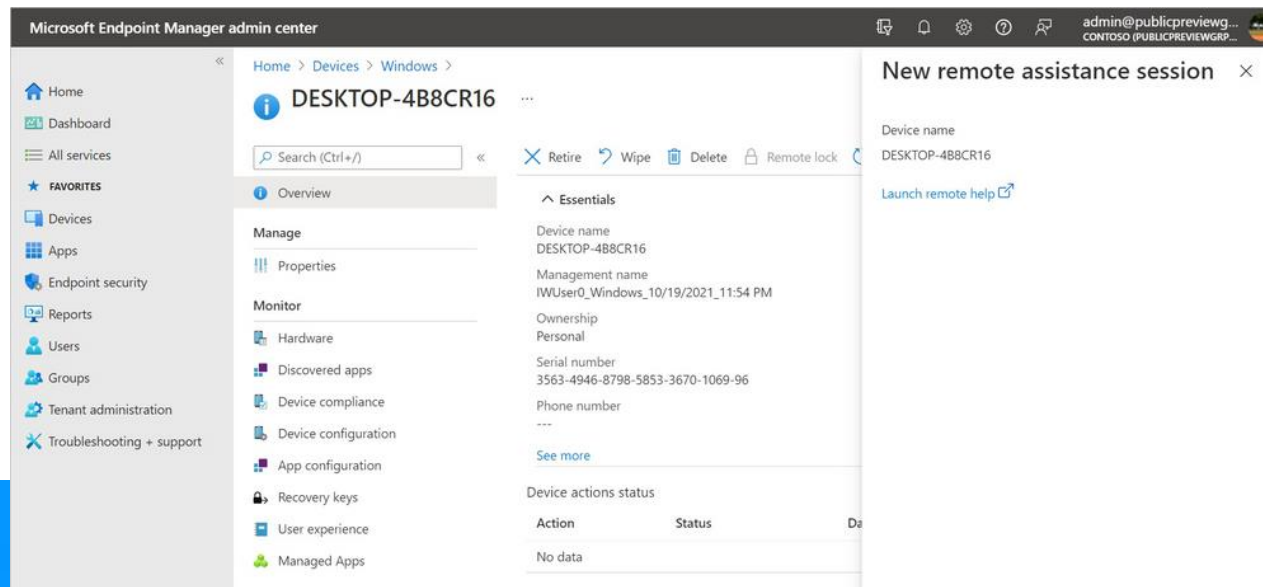 Microsoft Endpoint Manager admin center
admin@publicpreviewg...
CONTOSO (PUBLICPREVIEWGRP...
«
Home
Dashboard
All services
FAVORITES
Devices
Apps
Endpoint security
Reports
Users
Groups
Tenant administration
Troubleshooting + support
Home > Devices > Windows >
DESKTOP-4B8CR16 ...
Search (Ctrl+/) «
Overview
Manage
Properties
Monitor
Hardware
Discovered apps
Device compliance
Device configuration
App configuration
Recovery keys
User experience
Managed Apps
Retire Wipe Delete Remote lock
Essentials
Device name
DESKTOP-4B8CR16
Management name
IWUser0_Windows_10/19/2021_11:54 PM
Ownership
Personal
Serial number
3563-4946-8798-5853-3670-1069-96
Phone number
---
See more
Device actions status
Action Status Da
No data
New remote assistance session
Device name
DESKTOP-4B8CR16
Launch remote help